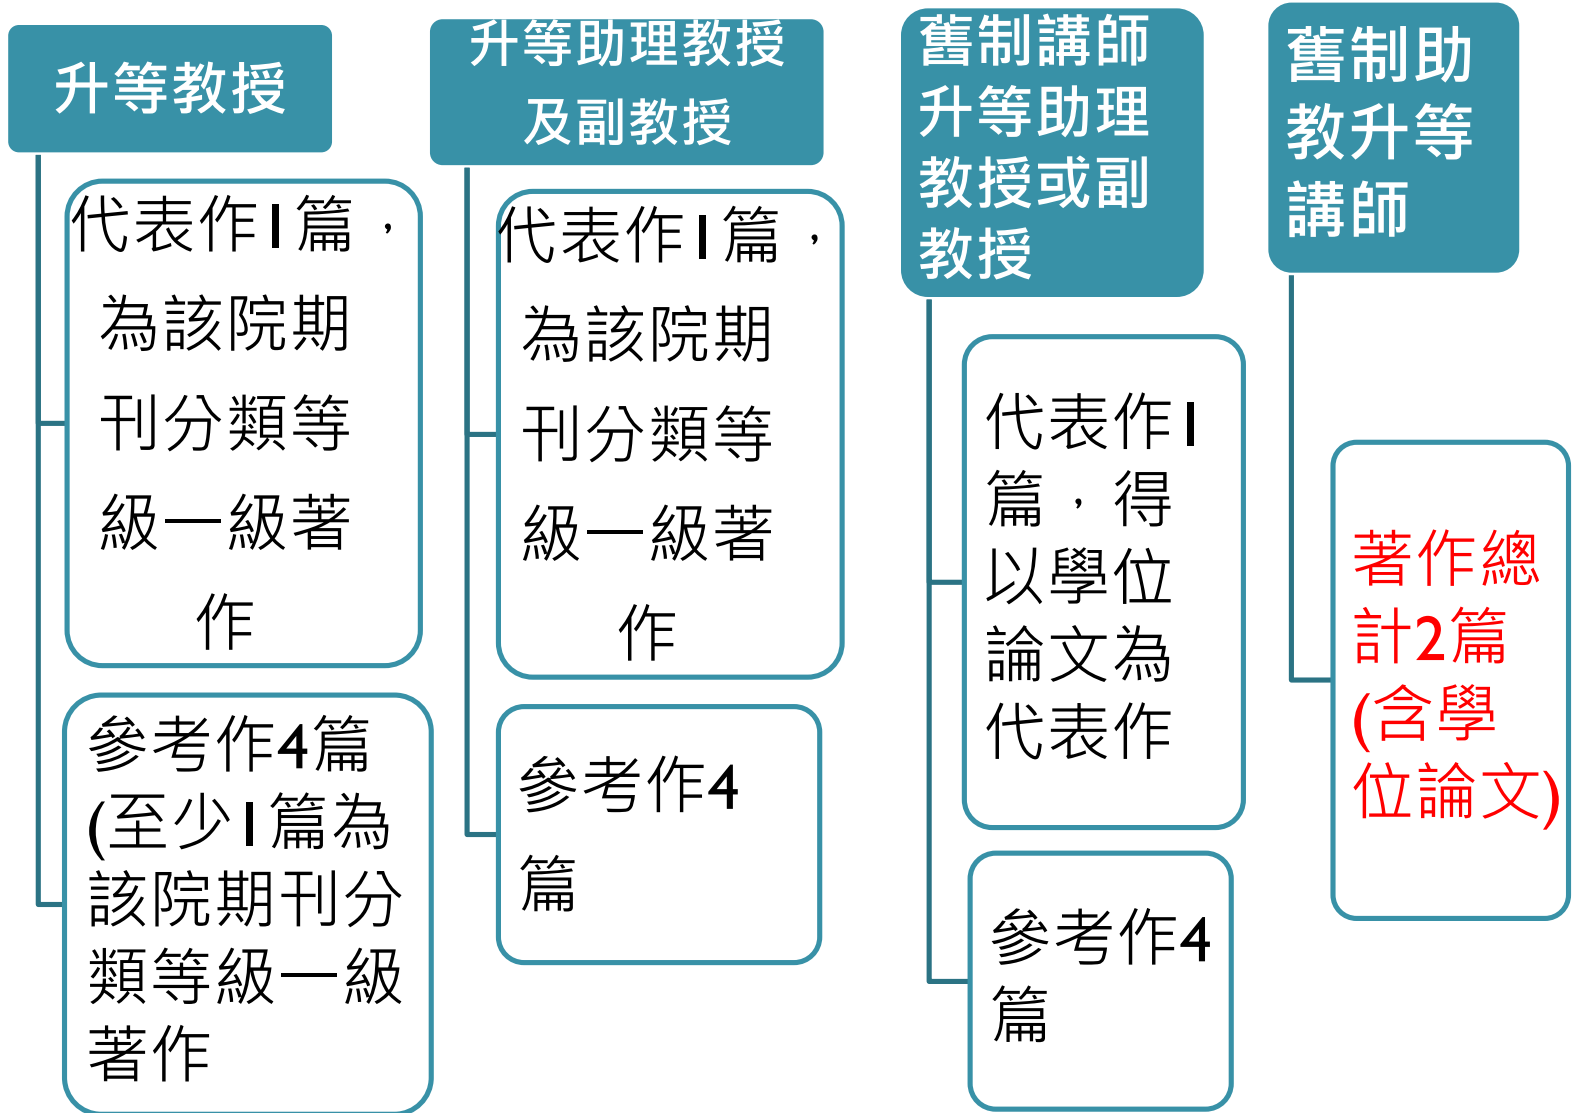 升等教授
代表作1篇，
為該院期
刊分類等
級一級著
作
參考作4篇
(至少1篇為
該院期刊分
類等級一級
著作
升等助理教授
及副教授
代表作1篇，
為該院期
刊分類等
級一級著
作
參考作4
篇
舊制講師
升等助理
教授或副
教授
代表作1
篇，得
以學位
論文為
代表作
參考作4
篇
舊制助
教升等
講師
著作總
計2篇
(含學
位論文)